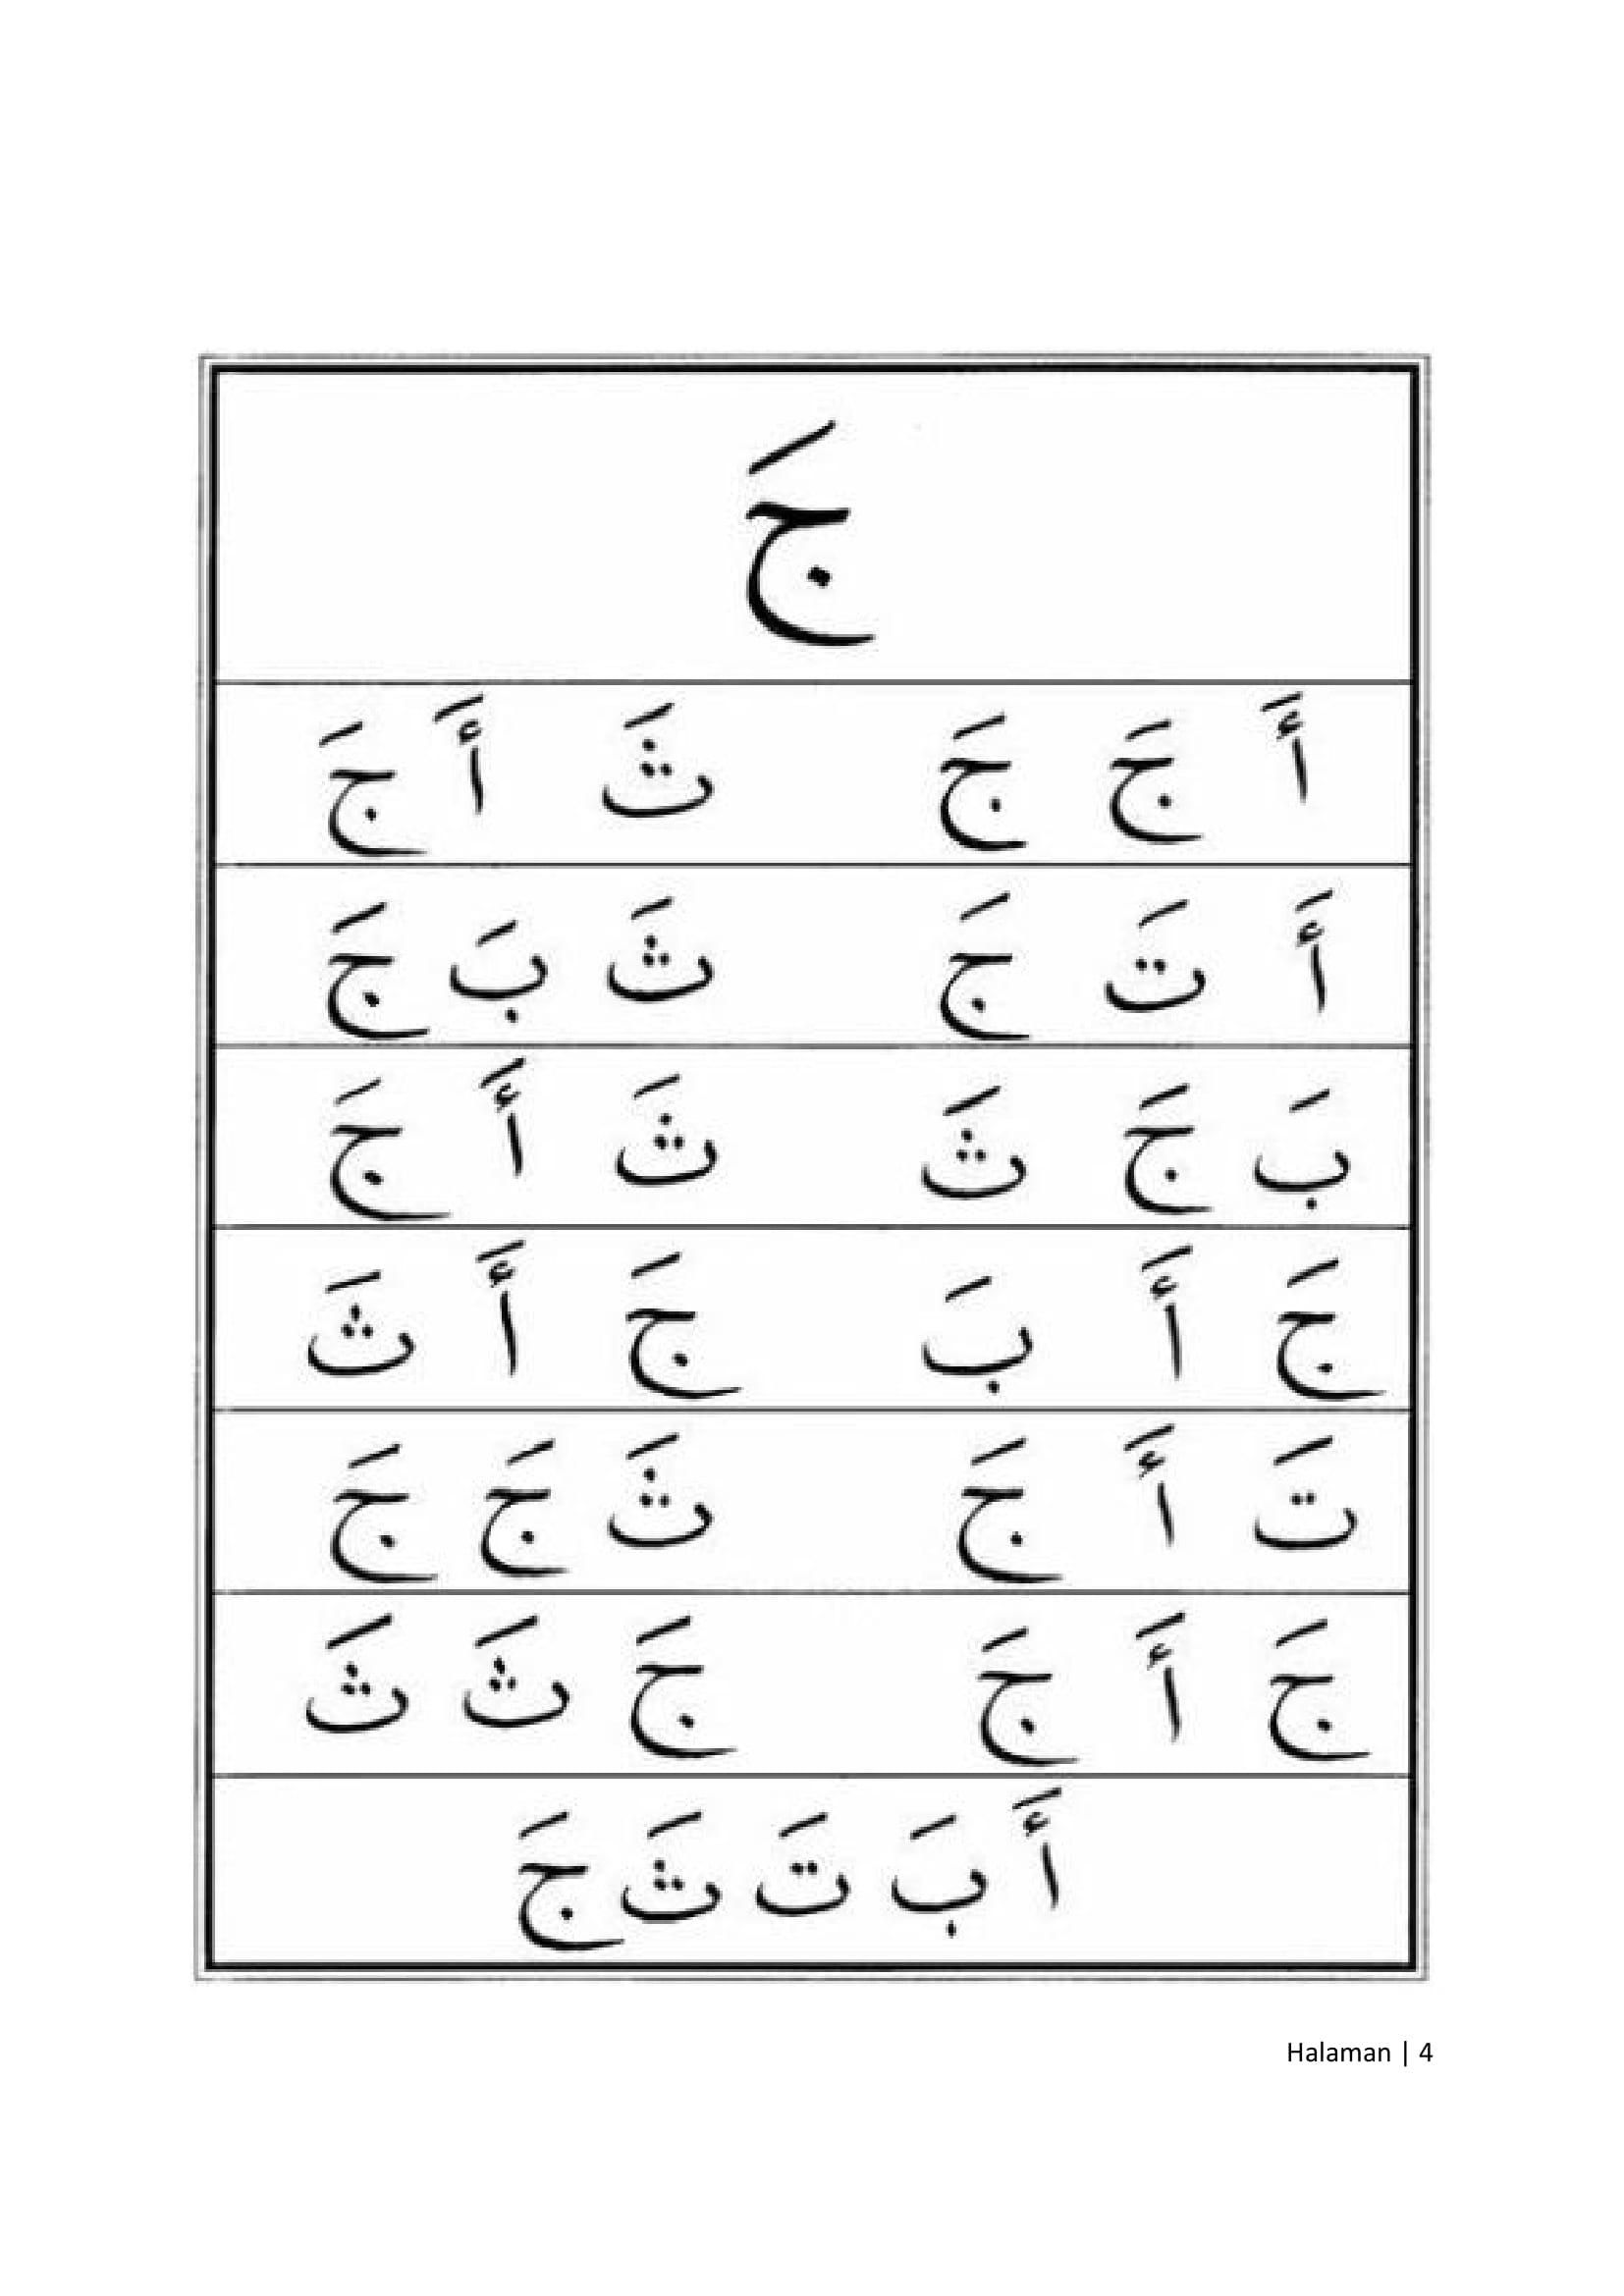 جَ
أَ جَ جَ ثَ أَ جَ
أَ تَ جَ ثَ بَ جَ
بَ جَ ثَ ثَ أَ جَ
جَ أَ بَ جَ أَ ثَ
تَ أَ جَ ثَ جَ جَ
جَ أَ جَ جَ ثَ ثَ
أَ بَ تَ ثَ جَ
Halaman | 4